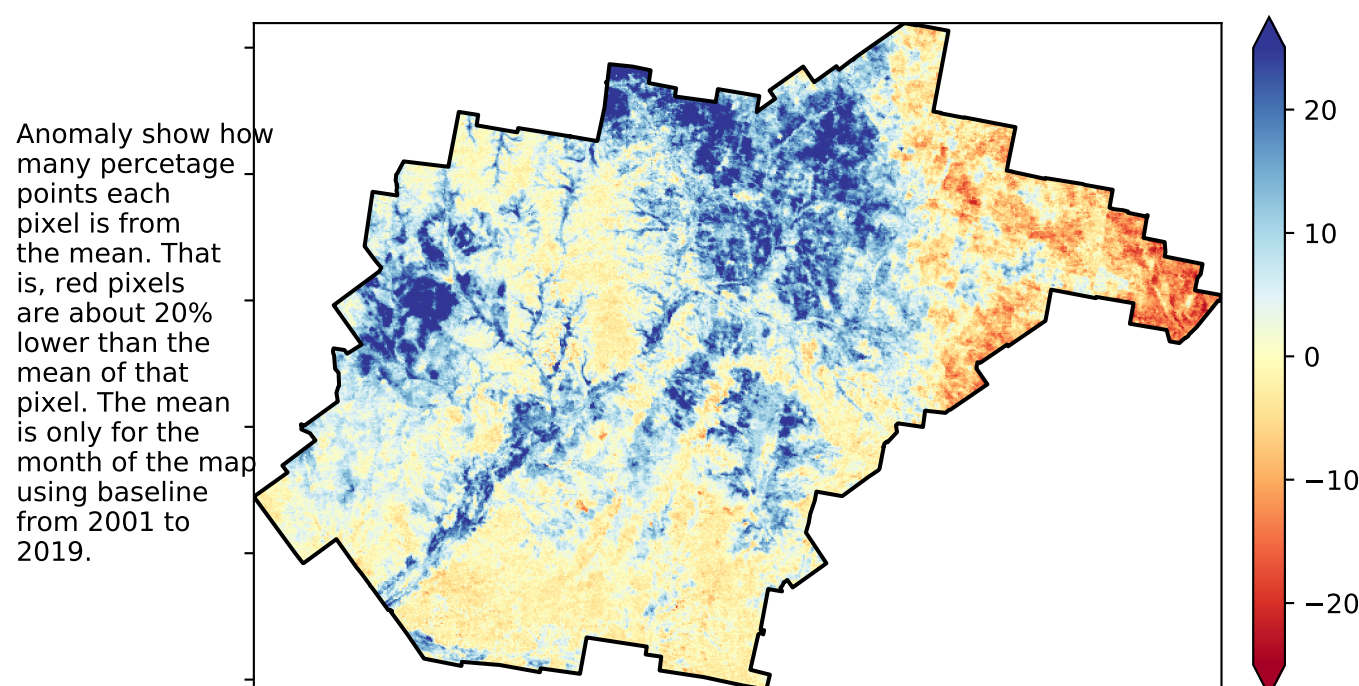 Anomaly show how
many percetage
points each
pixel is from
the mean. That
is, red pixels
are about 20%
lower than the
mean of that
pixel. The mean
is only for the
month of the map
using baseline
from 2001 to
2019.
20
10
0
−10
−20